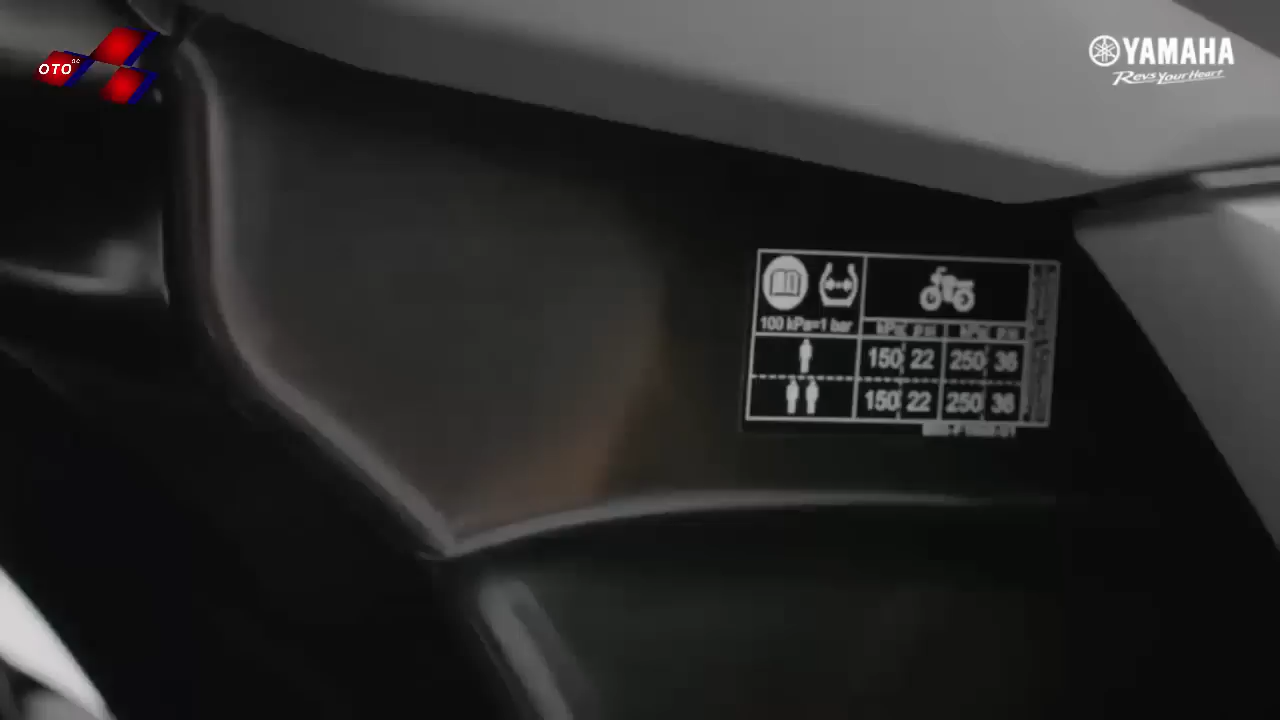 OTO
YAMAHA
Revs Your Heart
100 kPa=1 bar
kPa psi kPa psi
150 22 250 36
150 22 250 36